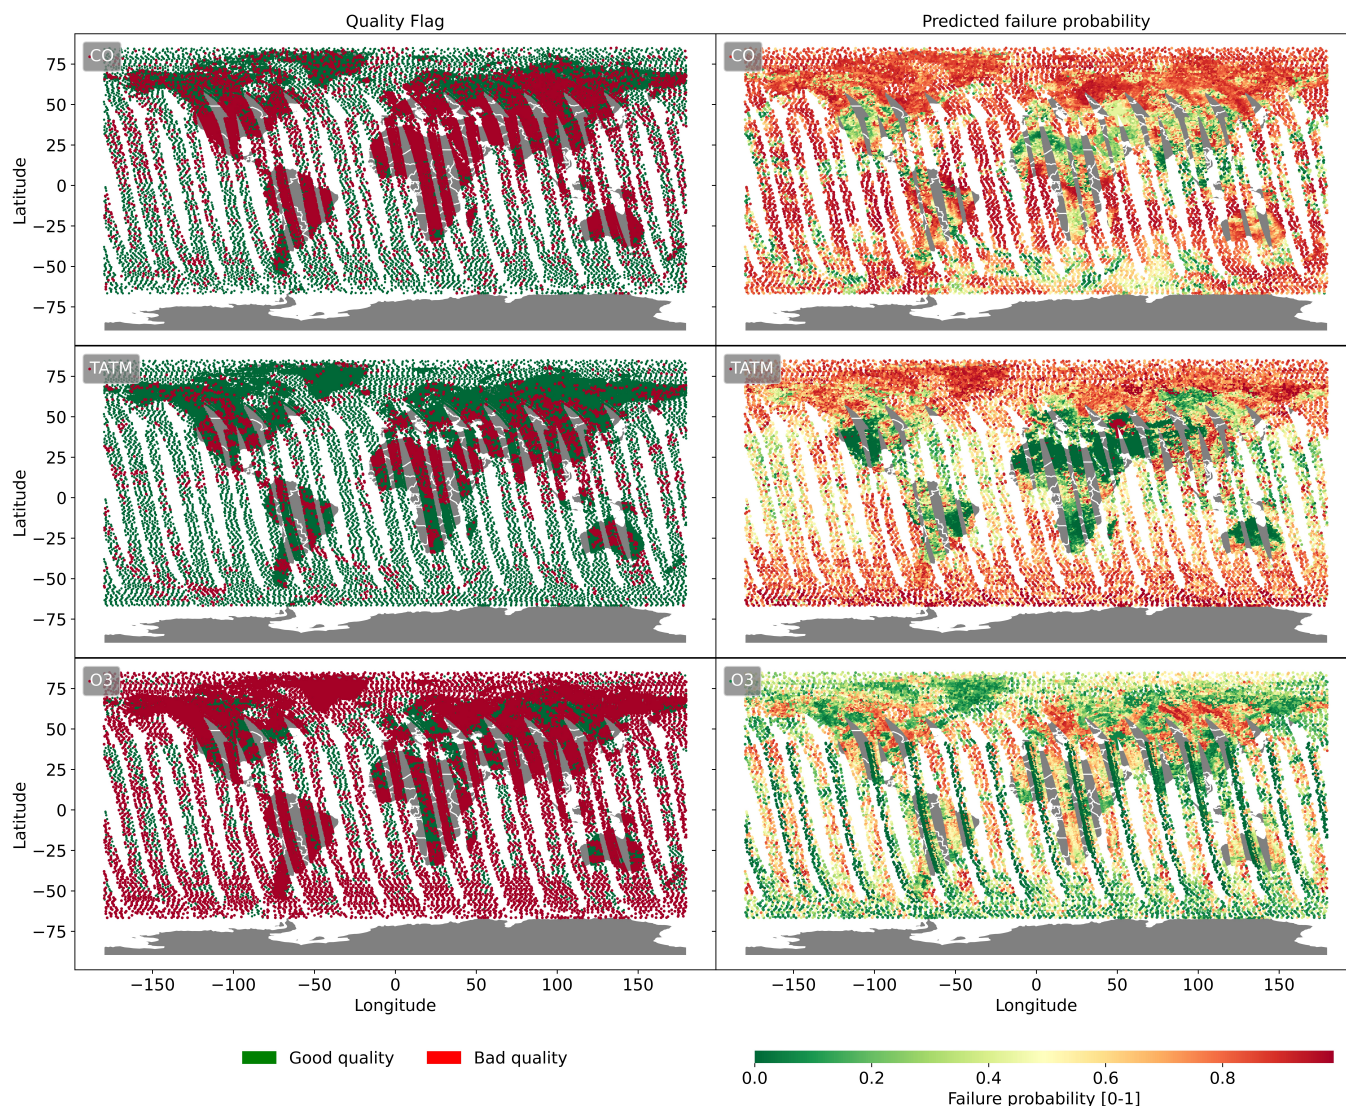 Quality Flag
Predicted failure probability
CO
CO
75
50
25
0
−25
−50
−75
Latitude
TATM
TATM
75
50
25
0
−25
−50
−75
Latitude
O3
O3
75
50
25
0
−25
−50
−75
Latitude
−150 −100 −50 0 50 100 150
−150 −100 −50 0 50 100 150
Longitude
Longitude
Good quality Bad quality
0.0 0.2 0.4 0.6 0.8
Failure probability [0-1]